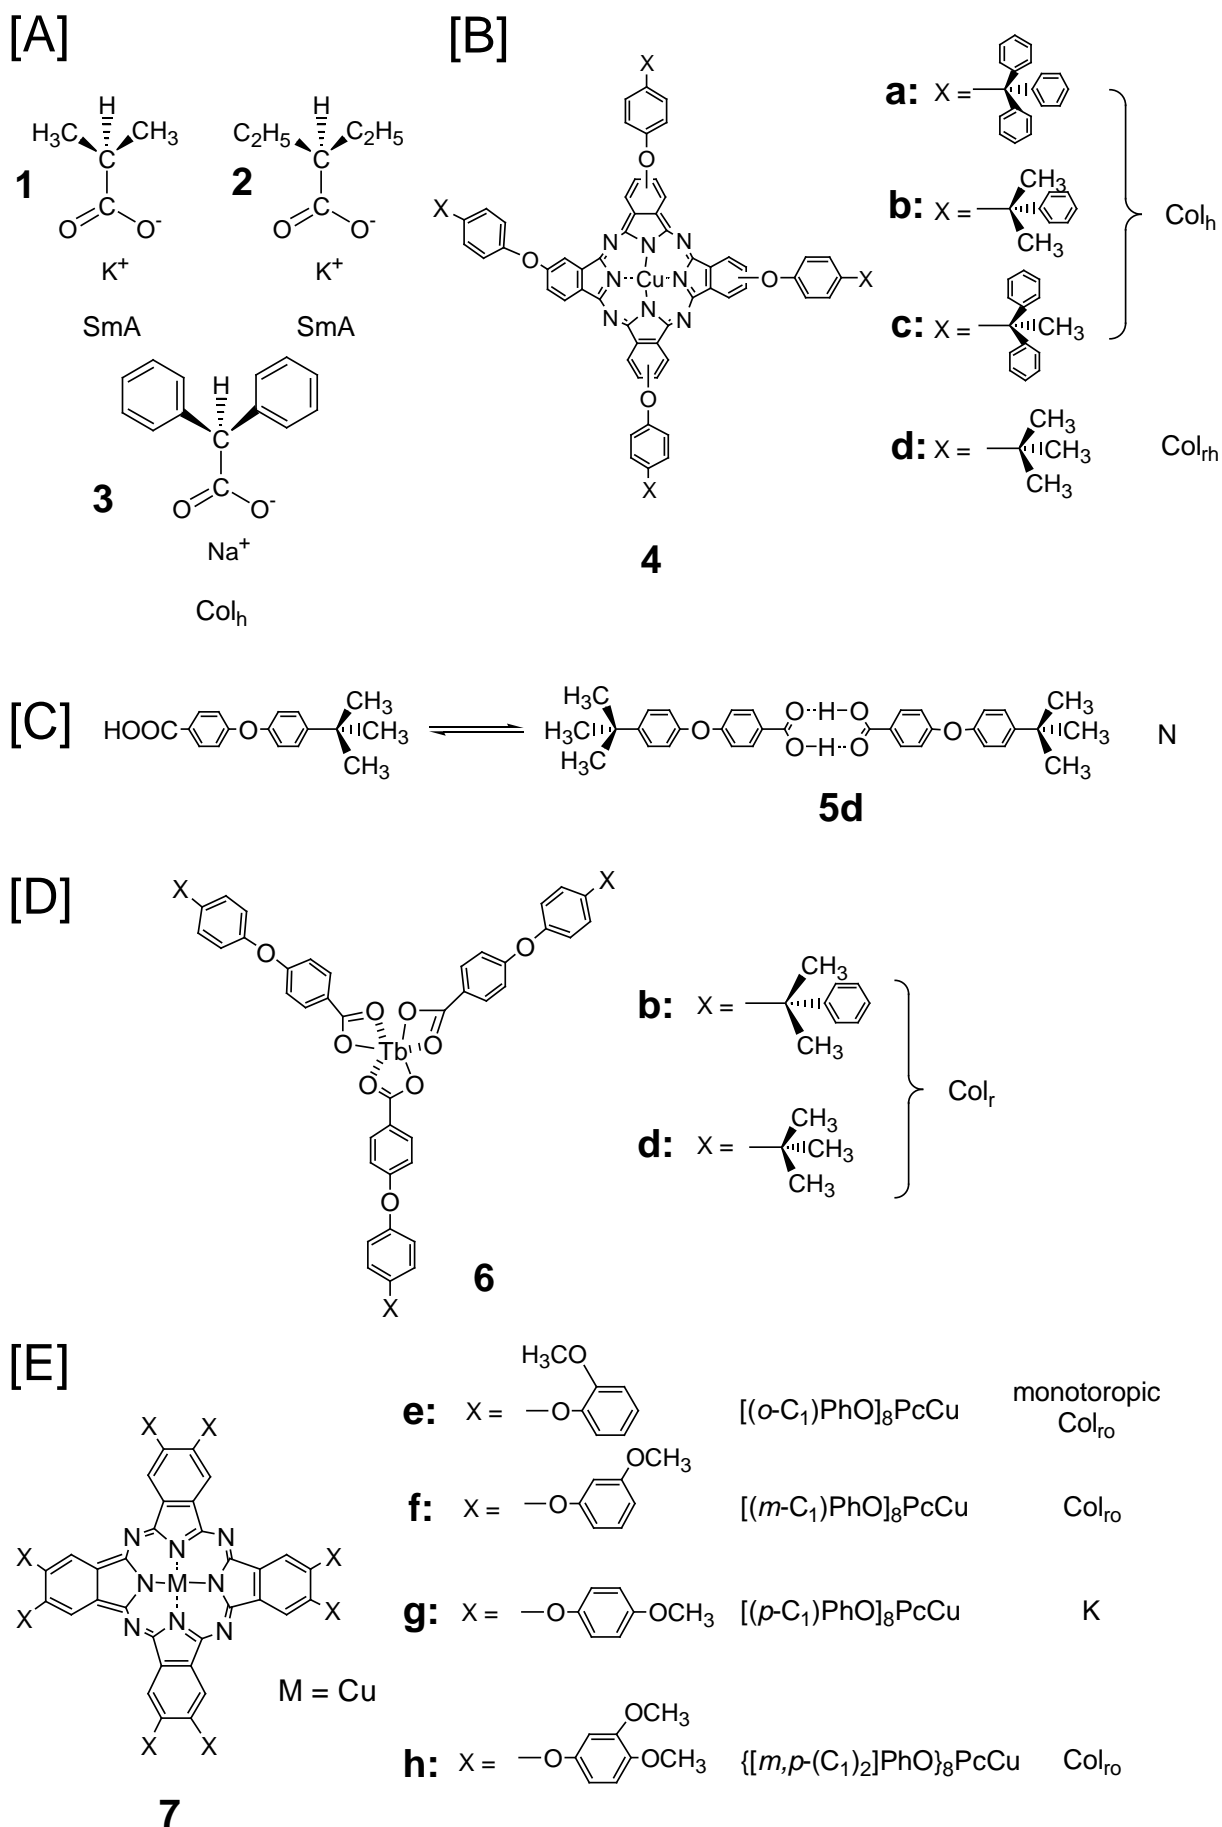 [A]
H
H3C
CH3
C
1
C
O
O-
K+
SmA
H
C2H5
C2H5
C
2
C
O
O-
K+
SmA
H
C
3
C
O
O-
Na+
Colh
[B]
X
O
X
O
N
N
N
N
Cu
N
N
N
N
O
X
O
X
4
a: X =
b: X =
CH3
CH3
c: X =
CH3
Colh
d: X =
CH3
CH3
CH3
Colrh
[C]
HOOC
O
CH3
CH3
CH3
H3C
H3C
H3C
O
O
O
H
H
O
O
O
CH3
CH3
CH3
N
5d
[D]
X
X
O
O
O
O
O
O
Tb
O
O
O
X
6
b: X =
CH3
CH3
d: X =
CH3
CH3
CH3
Colr
[E]
X
X
X
X
N
N
N
N
M
N
N
N
N
X
X
X
X
M = Cu
7
e: X =
H3CO
O
[(o-C1)PhO]8PcCu
monotoropic
Colro
f: X =
OCH3
O
[(m-C1)PhO]8PcCu
Colro
g: X =
O
OCH3
[(p-C1)PhO]8PcCu
K
h: X =
OCH3
O
OCH3
{[m,p-(C1)2]PhO}8PcCu
Colro